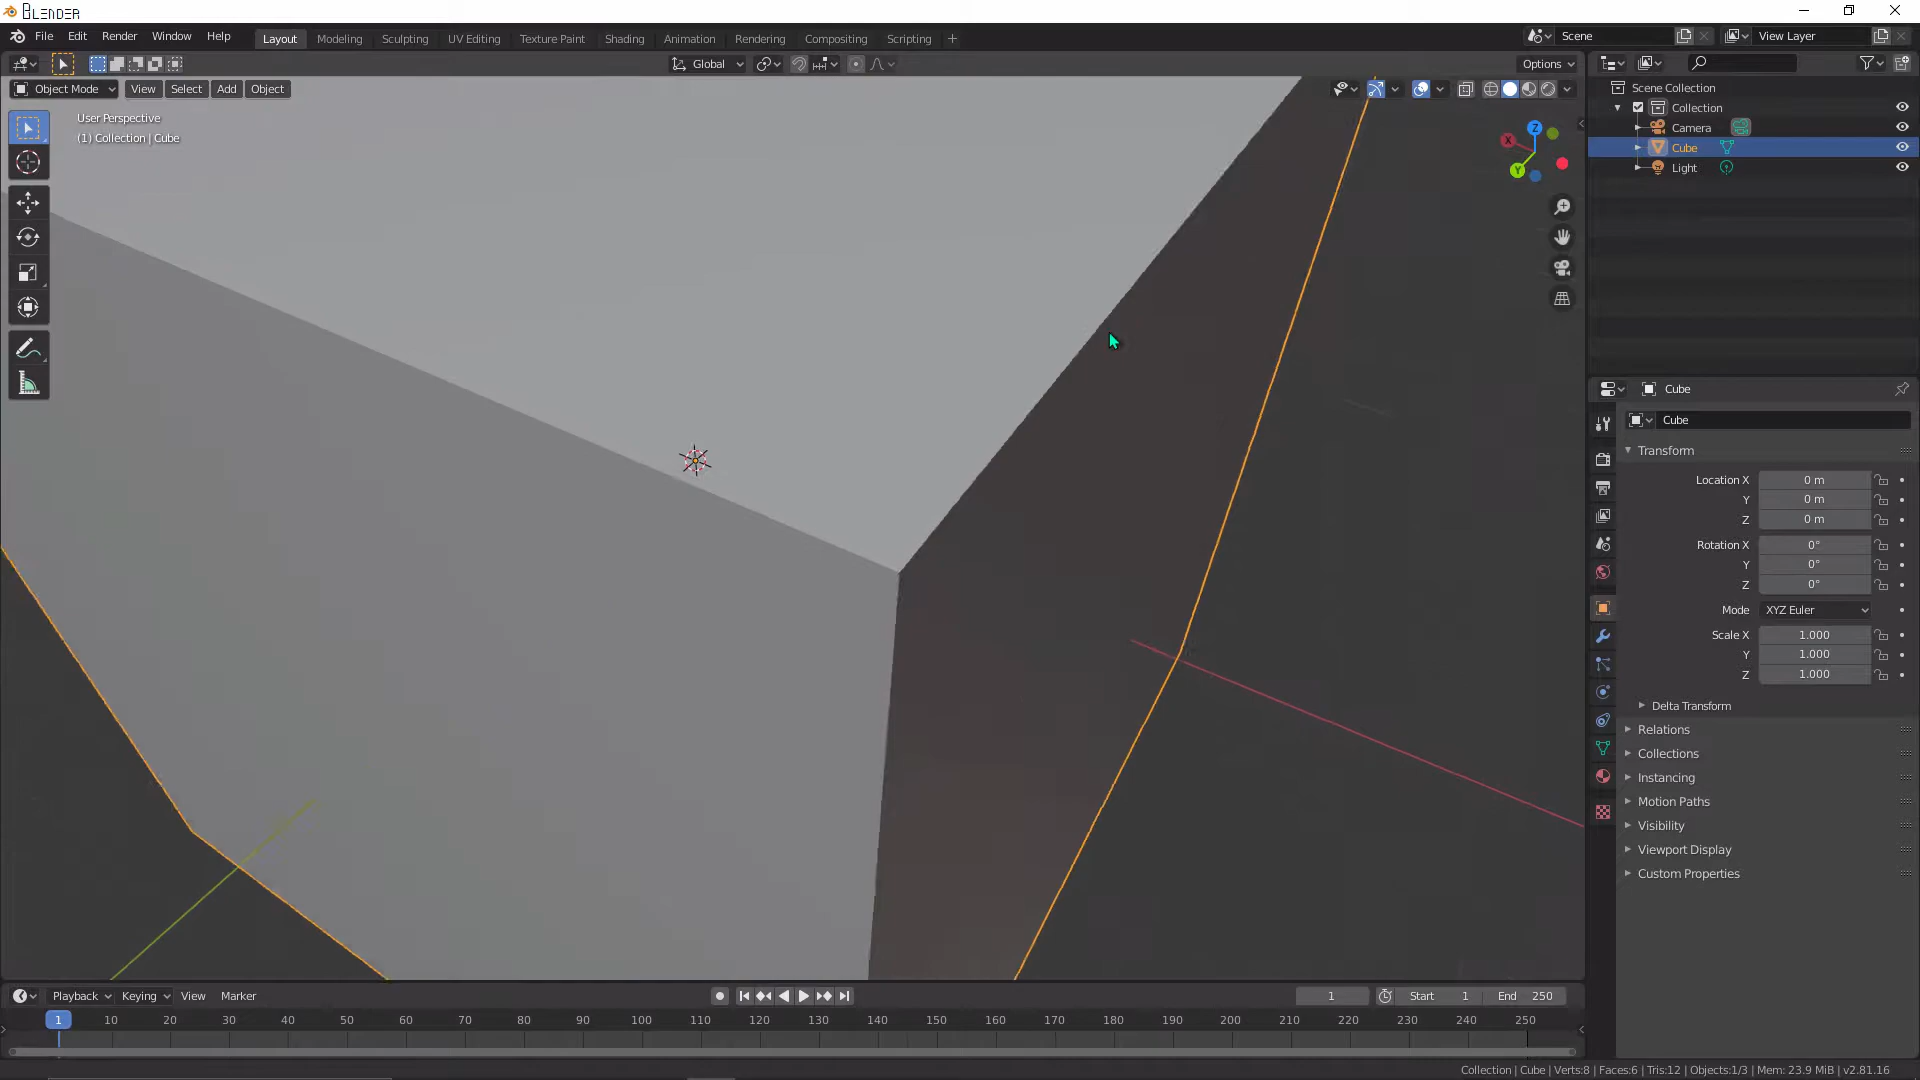 BLENDER
File Edit Render Window Help
Layout Modeling Sculpting UV Editing Texture Paint Shading Animation Rendering Compositing Scripting +
Scene
View Layer
Global
Options
Object Mode View Select Add Object
User Perspective
(1) Collection | Cube
X
Y
Z
Scene Collection
Collection
Camera
Cube
Light
Cube
Cube
Transform
Location X 0 m
Y 0 m
Z 0 m
Rotation X 0°
Y 0°
Z 0°
Mode XYZ Euler
Scale X 1.000
Y 1.000
Z 1.000
Delta Transform
Relations
Collections
Instancing
Motion Paths
Visibility
Viewport Display
Custom Properties
Playback Keying View Marker
1
Start 1
End 250
1 10 20 30 40 50 60 70 80 90 100 110 120 130 140 150 160 170 180 190 200 210 220 230 240 250
Collection | Cube | Verts:8 | Faces:6 | Tris:12 | Objects:1/3 | Mem: 23.9 MiB | v2.81.16